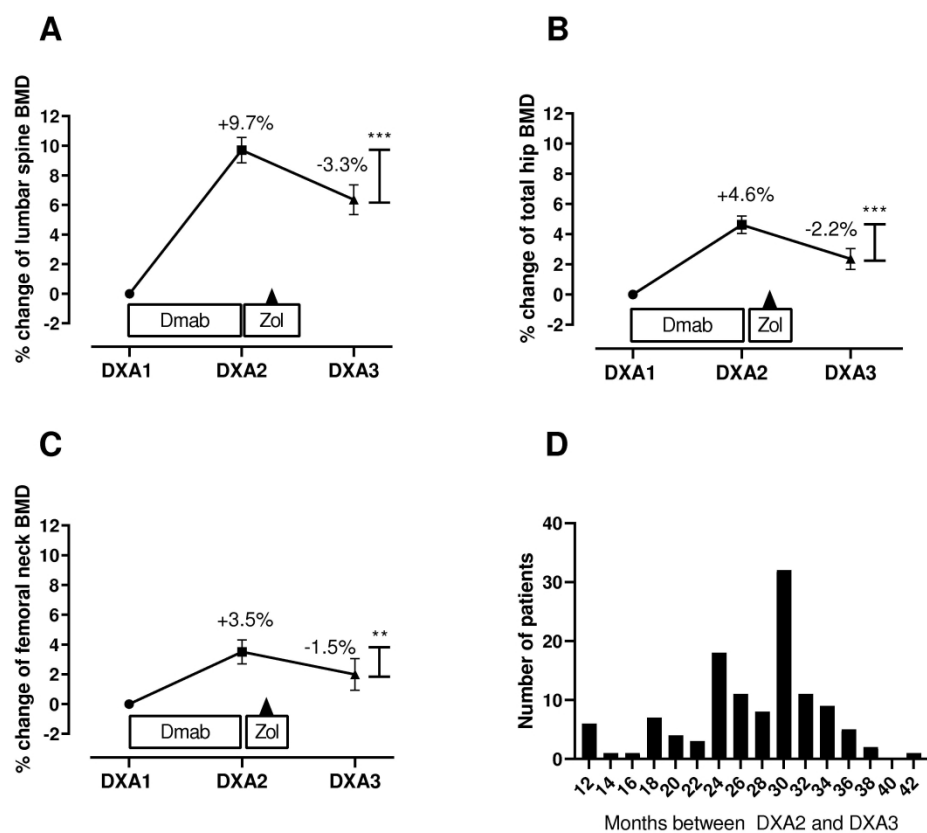 A
% change of lumbar spine BMD
12
10
8
6
4
2
0
-2
+9.7%
-3.3%
***
Dmab
Zol
DXA1 DXA2 DXA3
B
% change of total hip BMD
12
10
8
6
4
2
0
-2
+4.6%
-2.2%
***
Dmab
Zol
DXA1 DXA2 DXA3
C
% change of femoral neck BMD
12
10
8
6
4
2
0
-2
+3.5%
-1.5%
**
Dmab
Zol
DXA1 DXA2 DXA3
D
Number of patients
40
30
20
10
0
12 14 16 18 20 22 24 26 28 30 32 34 36 38 40 42
Months between DXA2 and DXA3